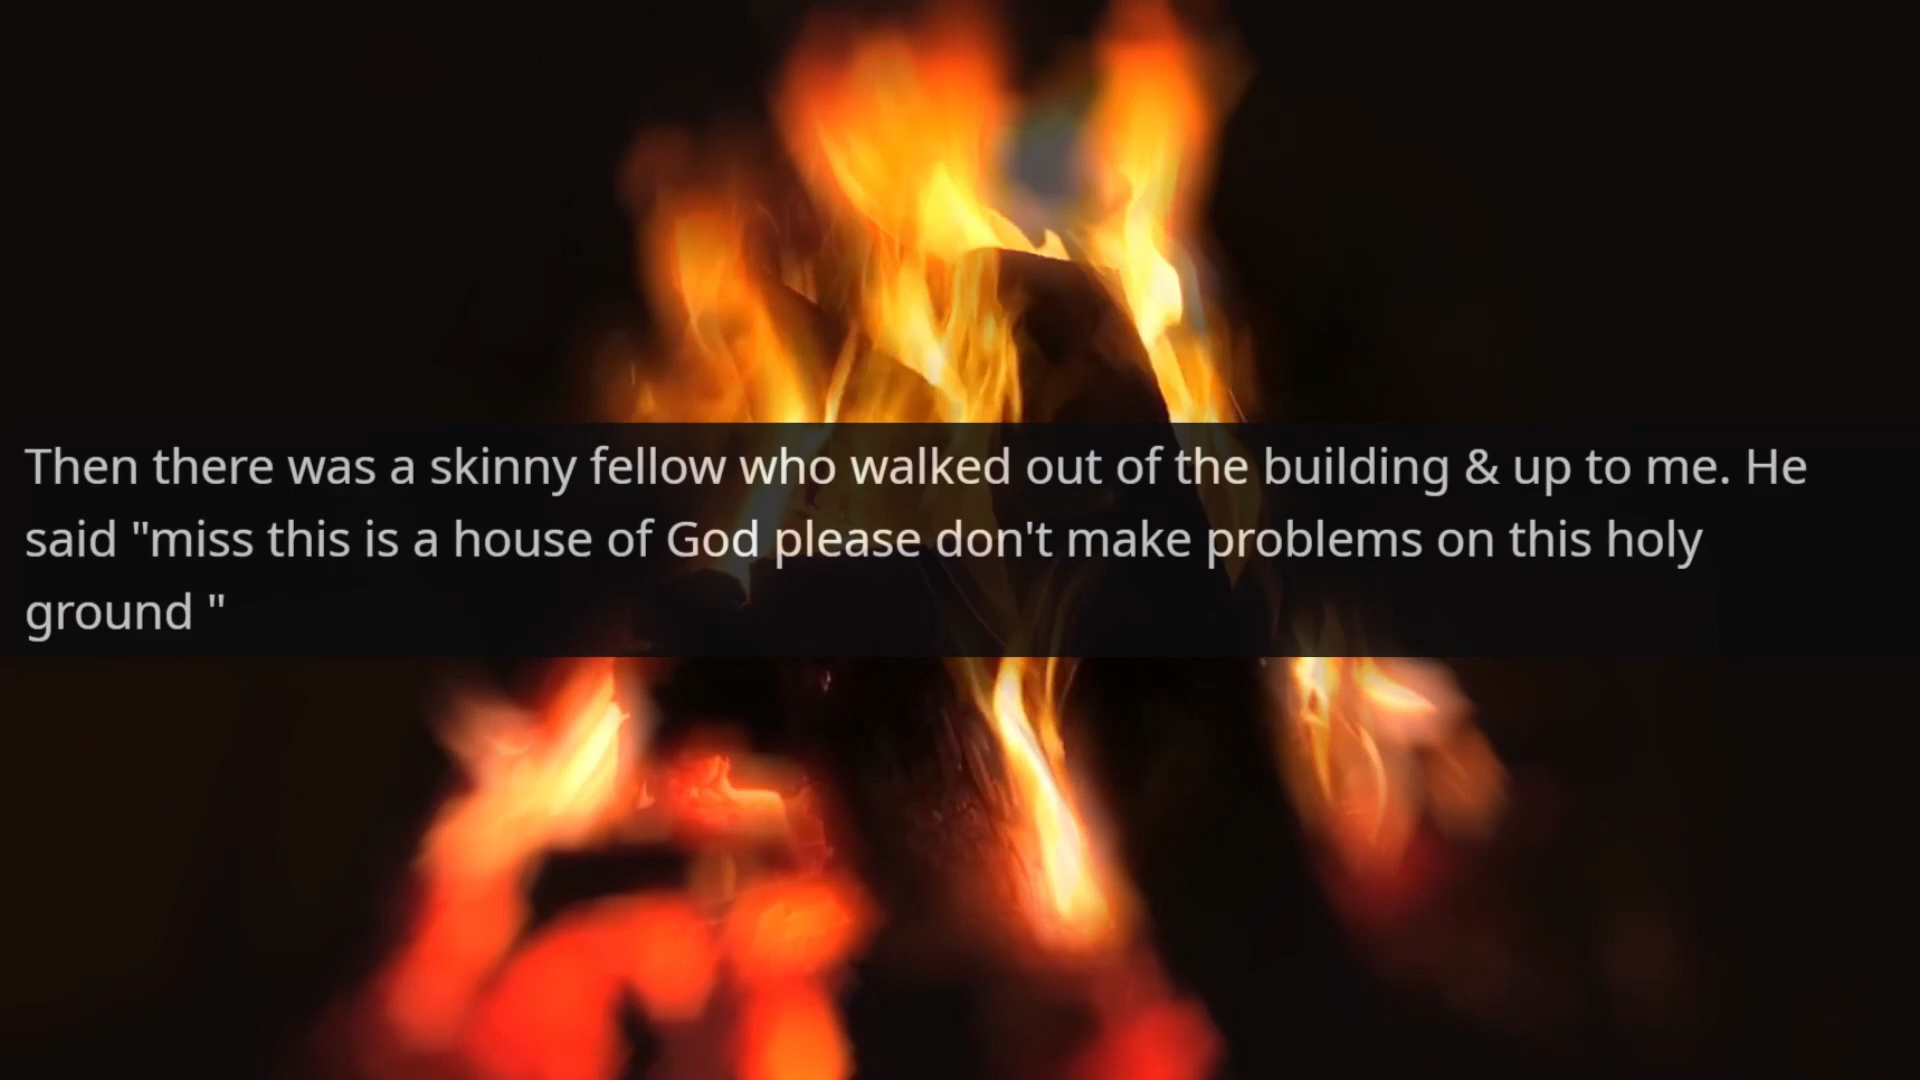 Then there was a skinny fellow who walked out of the building & up to me. He
said "miss this is a house of God please don't make problems on this holy
ground "